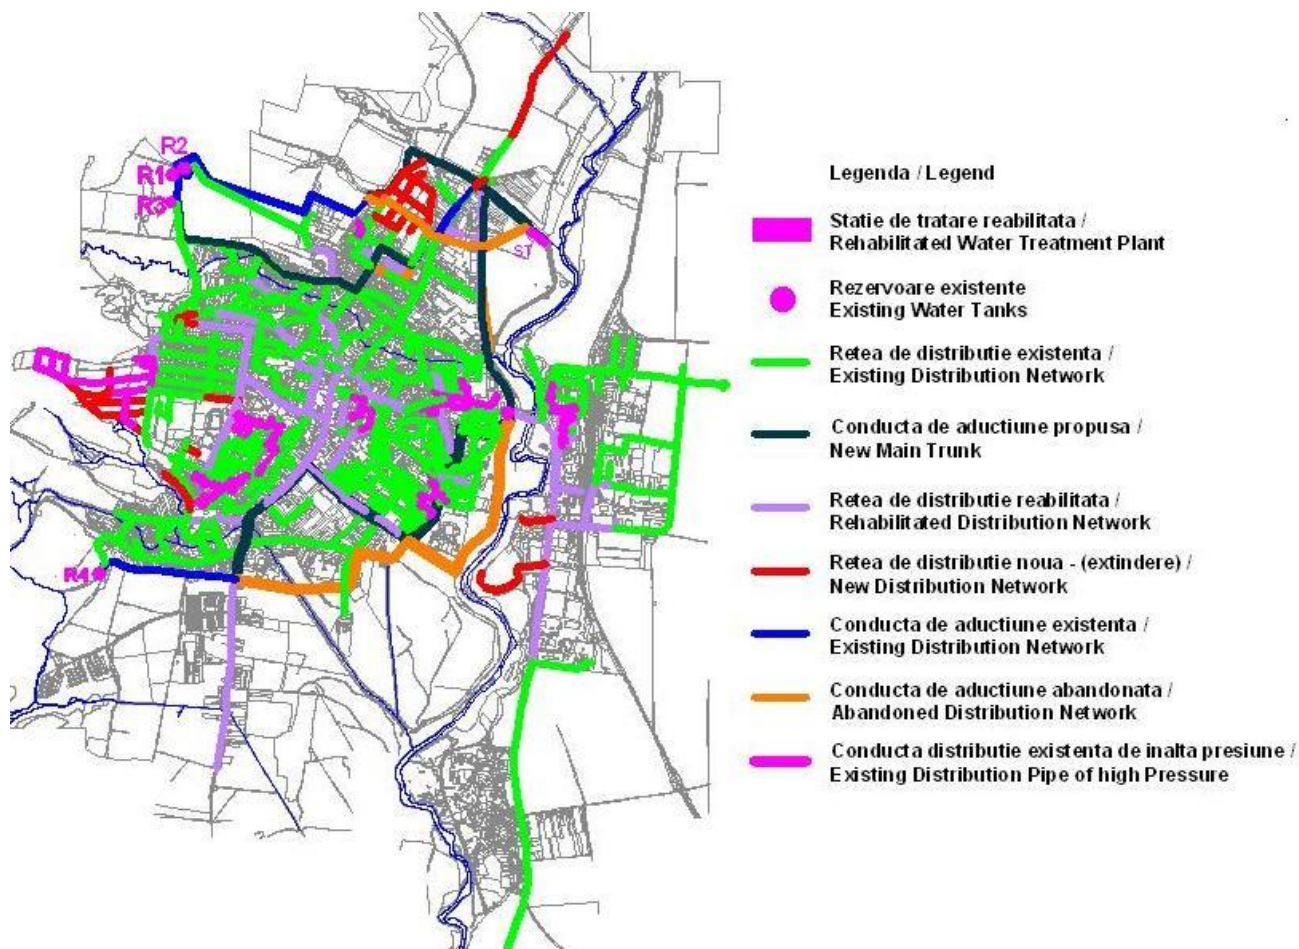 R2
R1
R3
ST
R4
Legenda / Legend
Statie de tratare reabilitata /
Rehabilitated Water Treatment Plant
Rezervoare existente
Existing Water Tanks
Retea de distributie existenta /
Existing Distribution Network
Conducta de aductiune propusa /
New Main Trunk
Retea de distributie reabilitata /
Rehabilitated Distribution Network
Retea de distributie noua - (extindere) /
New Distribution Network
Conducta de aductiune existenta /
Existing Distribution Network
Conducta de aductiune abandonata /
Abandoned Distribution Network
Conducta distributie existenta de inalta presiune /
Existing Distribution Pipe of high Pressure